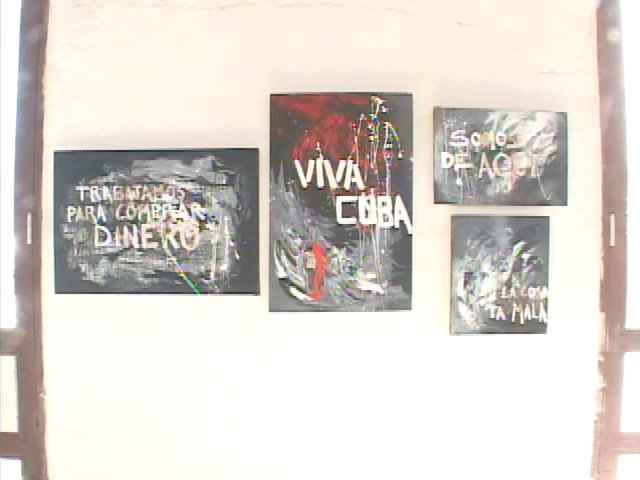 TRABAJAMOS
PARA COMPRAR
DINERO
VIVA
CUBA
SOMOS
DE AQUI
LA COSA
TA MALA